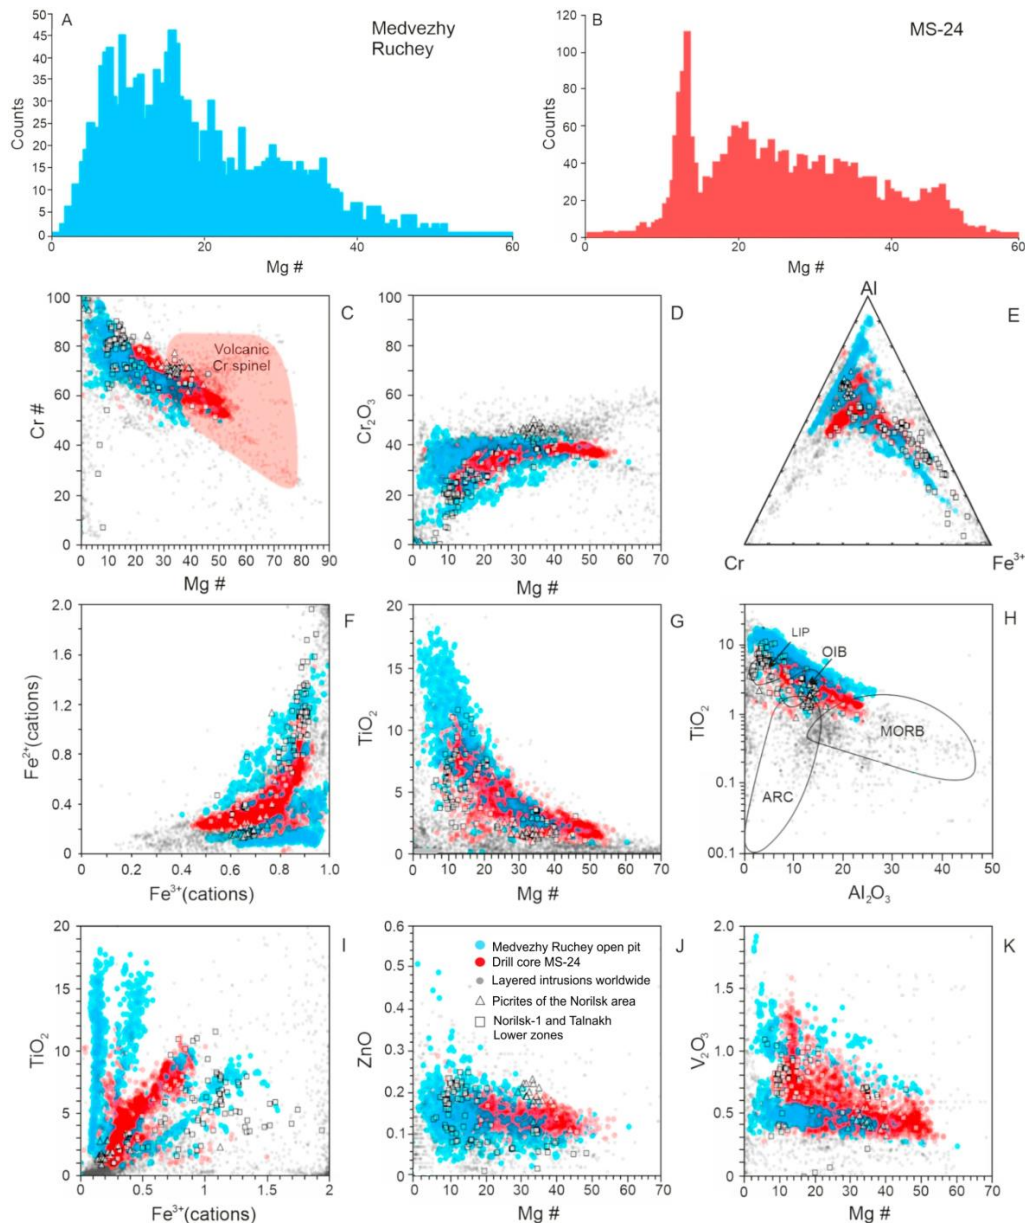 A
Medvezhy
Ruchey
50
45
40
35
30
25
20
15
10
5
0
Counts
0
20
40
60
Mg #
B
MS-24
120
100
80
60
40
20
0
Counts
0
20
40
60
Mg #
C
Volcanic
Cr spinel
100
80
60
40
20
0
Cr #
0 10 20 30 40 50 60 70 80 90
Mg #
D
100
80
60
40
20
0
Cr₂O₃
0 10 20 30 40 50 60 70
Mg #
E
Al
Cr
Fe³⁺
F
2.0
1.6
1.2
0.8
0.4
0
Fe²⁺(cations)
0 0.2 0.4 0.6 0.8 1.0
Fe³⁺(cations)
G
20
15
10
5
0
TiO₂
0 10 20 30 40 50 60 70
Mg #
H
LIP
OIB
MORB
ARC
10
1
0.1
00.1
TiO₂
0 10 20 30 40 50
Al₂O₃
I
20
15
10
5
0
TiO₂
0 0.5 1 1.5 2
Fe³⁺(cations)
J
Medvezhy Ruchey open pit
Drill core MS-24
Layered intrusions worldwide
Picrites of the Norilsk area
Norilsk-1 and Talnakh
Lower zones
0.6
0.5
0.4
0.3
0.2
0.1
0
ZnO
0 10 20 30 40 50 60 70
Mg #
K
2.0
1.5
1.0
0.5
0
V₂O₃
0 10 20 30 40 50 60 70
Mg #